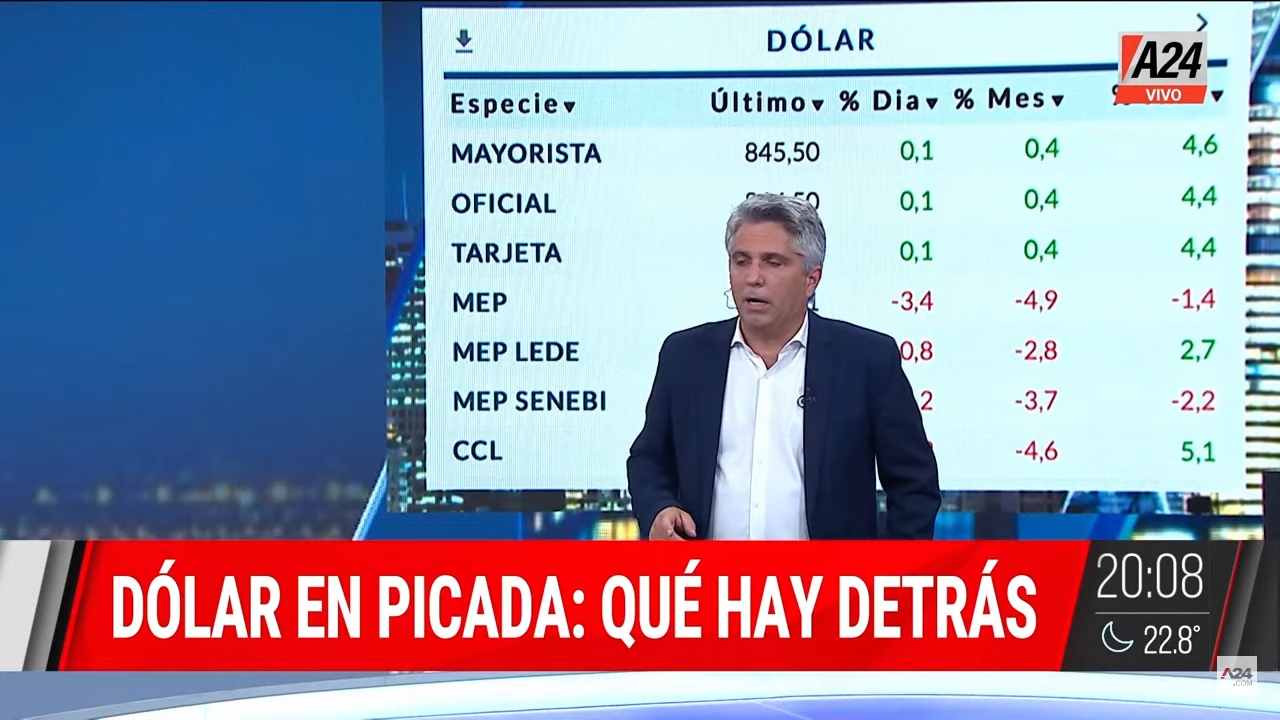 DÓLAR
A24
VIVO
Especie Último % Dia % Mes %
MAYORISTA 845,50 0,1 0,4 4,6
OFICIAL 0,1 0,4 4,4
TARJETA 0,1 0,4 4,4
MEP -3,4 -4,9 -1,4
MEP LEDE 0,8 -2,8 2,7
MEP SENEBI -3,7 -2,2
CCL -4,6 5,1
DÓLAR EN PICADA: QUÉ HAY DETRÁS
20:08
22.8°
A24
.COM